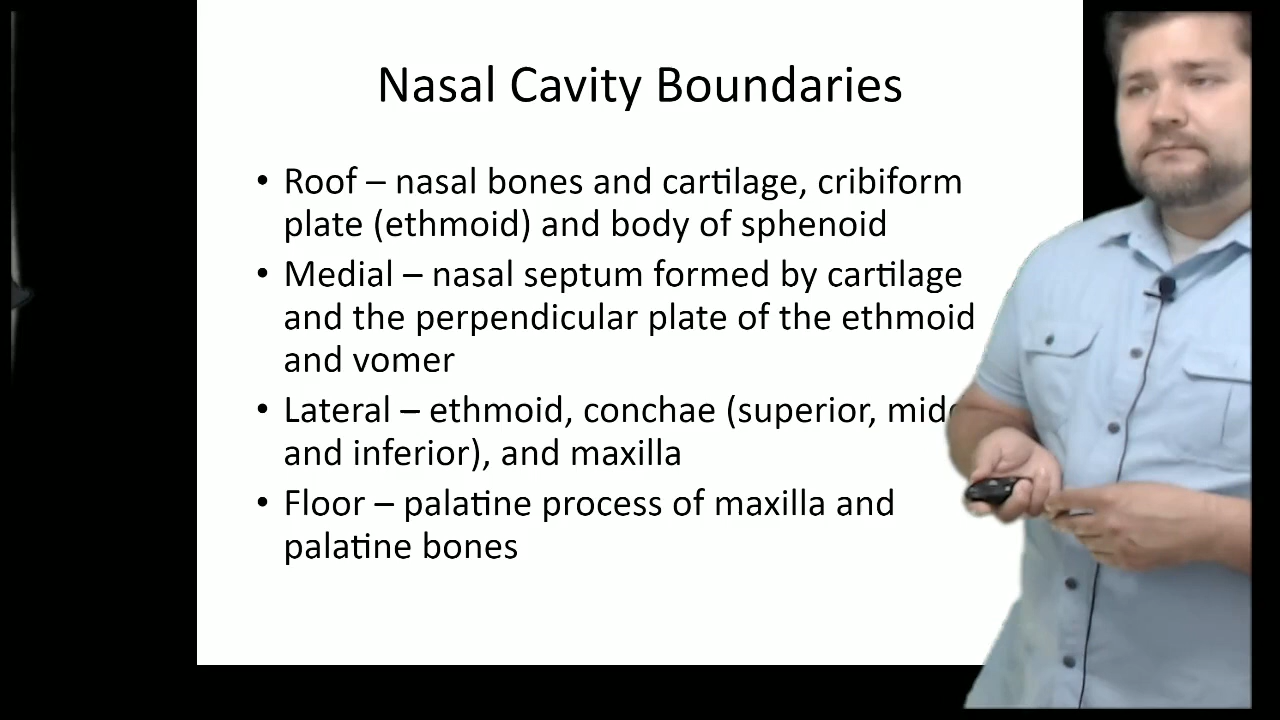 Nasal Cavity Boundaries
• Roof – nasal bones and cartilage, cribiform
plate (ethmoid) and body of sphenoid
• Medial – nasal septum formed by cartilage
and the perpendicular plate of the ethmoid
and vomer
• Lateral – ethmoid, conchae (superior,
and inferior), and maxilla
• Floor – palatine process of maxilla and
palatine bones